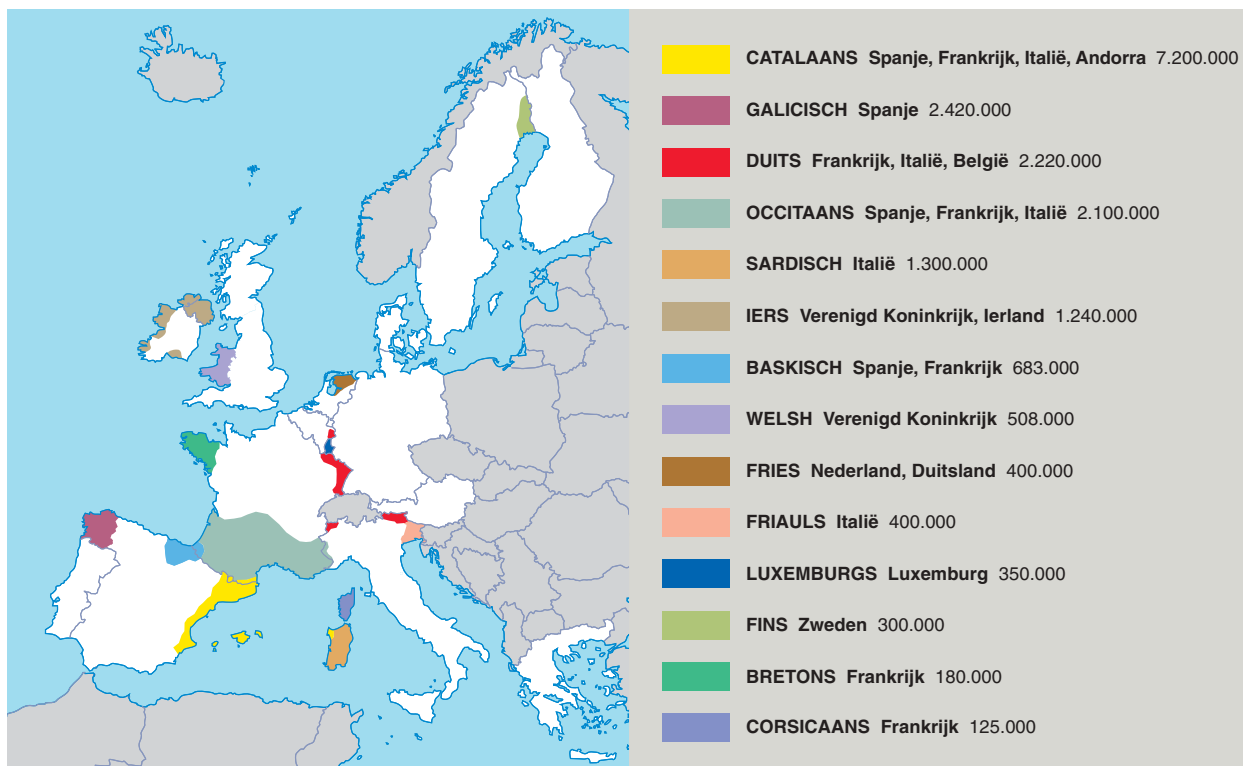 CATALAANS Spanje, Frankrijk, Italië, Andorra 7.200.000
GALICISCH Spanje 2.420.000
DUITS Frankrijk, Italië, België 2.220.000
OCCITAANS Spanje, Frankrijk, Italië 2.100.000
SARDISCH Italië 1.300.000
IERS Verenigd Koninkrijk, Ierland 1.240.000
BASKISCH Spanje, Frankrijk 683.000
WELSH Verenigd Koninkrijk 508.000
FRIES Nederland, Duitsland 400.000
FRIAULS Italië 400.000
LUXEMBURGS Luxemburg 350.000
FINS Zweden 300.000
BRETONS Frankrijk 180.000
CORSICAANS Frankrijk 125.000